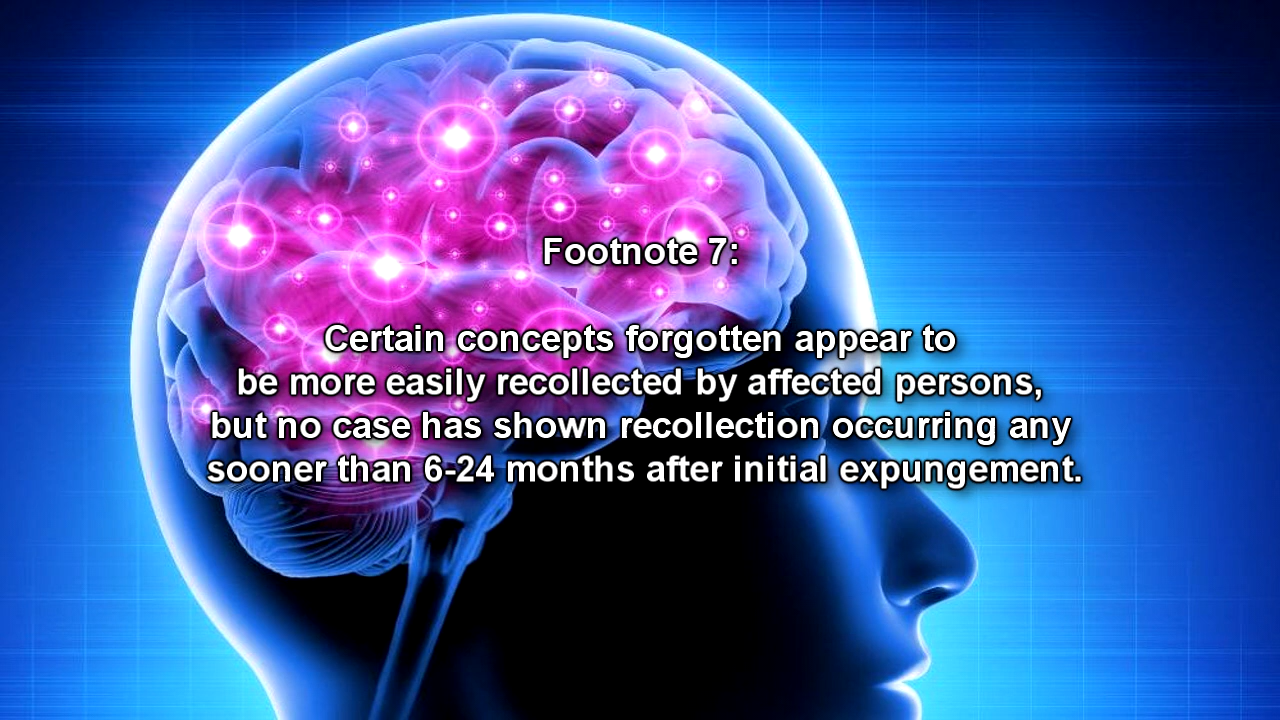 Footnote 7:
Certain concepts forgotten appear to
be more easily recollected by affected persons,
but no case has shown recollection occurring any
sooner than 6-24 months after initial expungement.